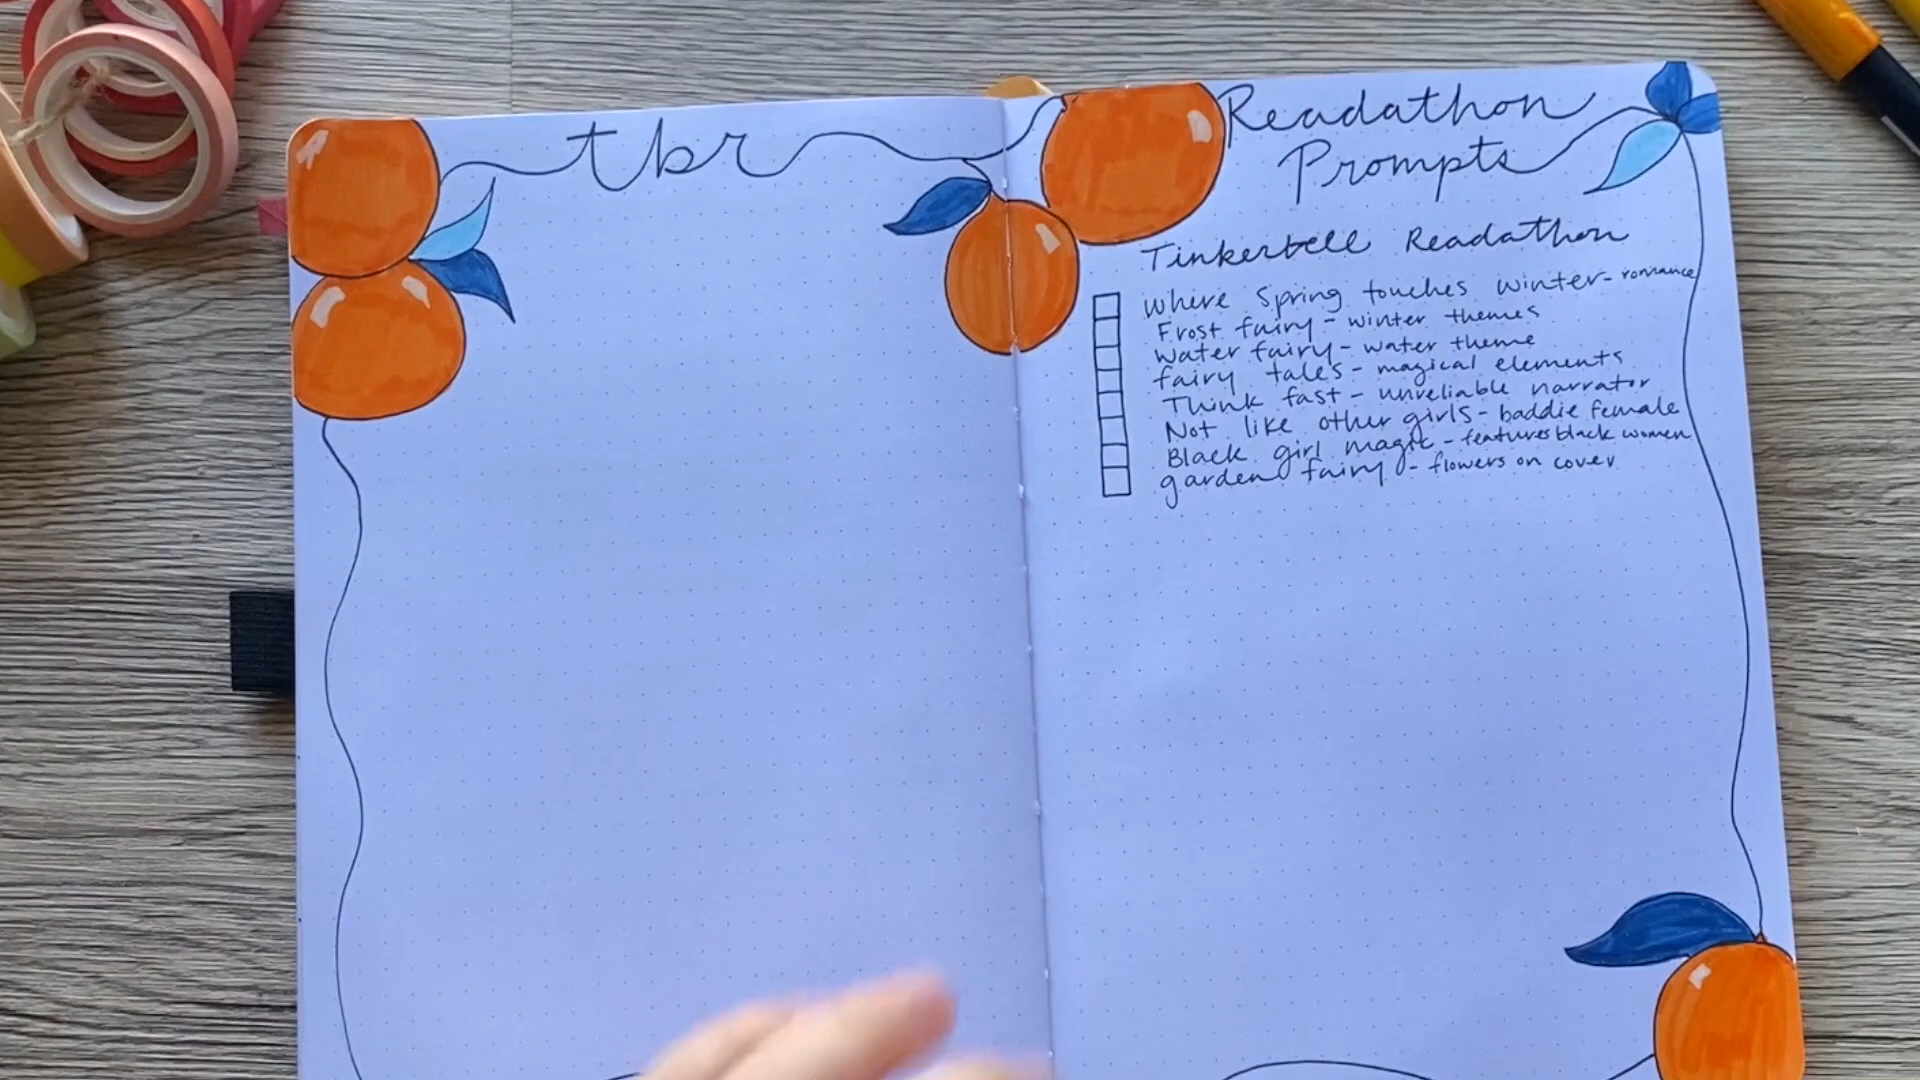 tbr
Readathon
Prompts
Tinkerbell Readathon
where Spring touches winter - romance
Frost fairy - winter themes
water fairy - water theme
fairy tales - magical elements
Think fast - unreliable narrator
Not like other girls - baddie female
Black girl magic - features black women
garden fairy - flowers on cover